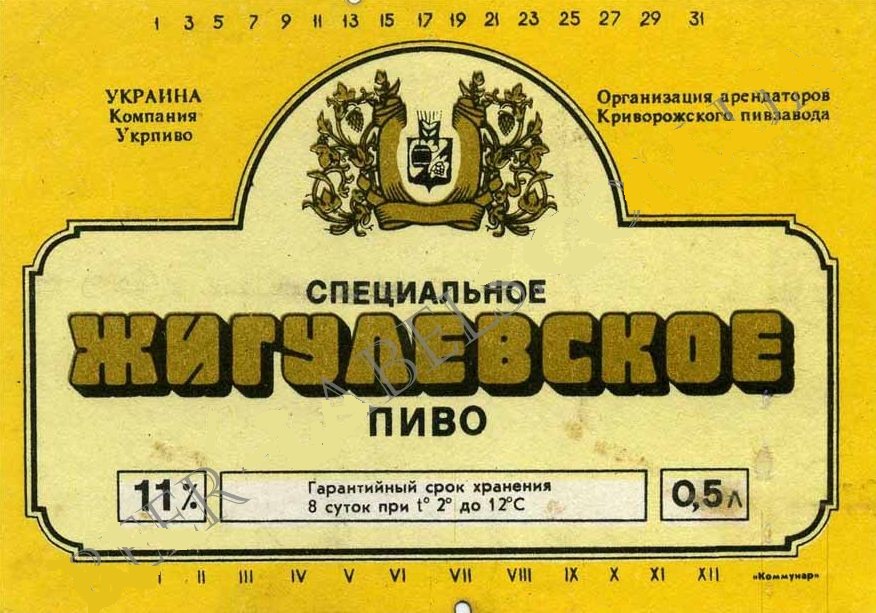 1 3 5 7 9 11 13 15 17 19 21 23 25 27 29 31
УКРАИНА
Компания
Укрпиво
Организация арендаторов
Криворожского пивзавода
СПЕЦИАЛЬНОЕ
ЖИГУЛЕВСКОЕ
ПИВО
11%
Гарантийный срок хранения
8 суток при t° 2° до 12°С
0,5 л
I II III IV V VI VII VIII IX X XI XII „Коммунар"